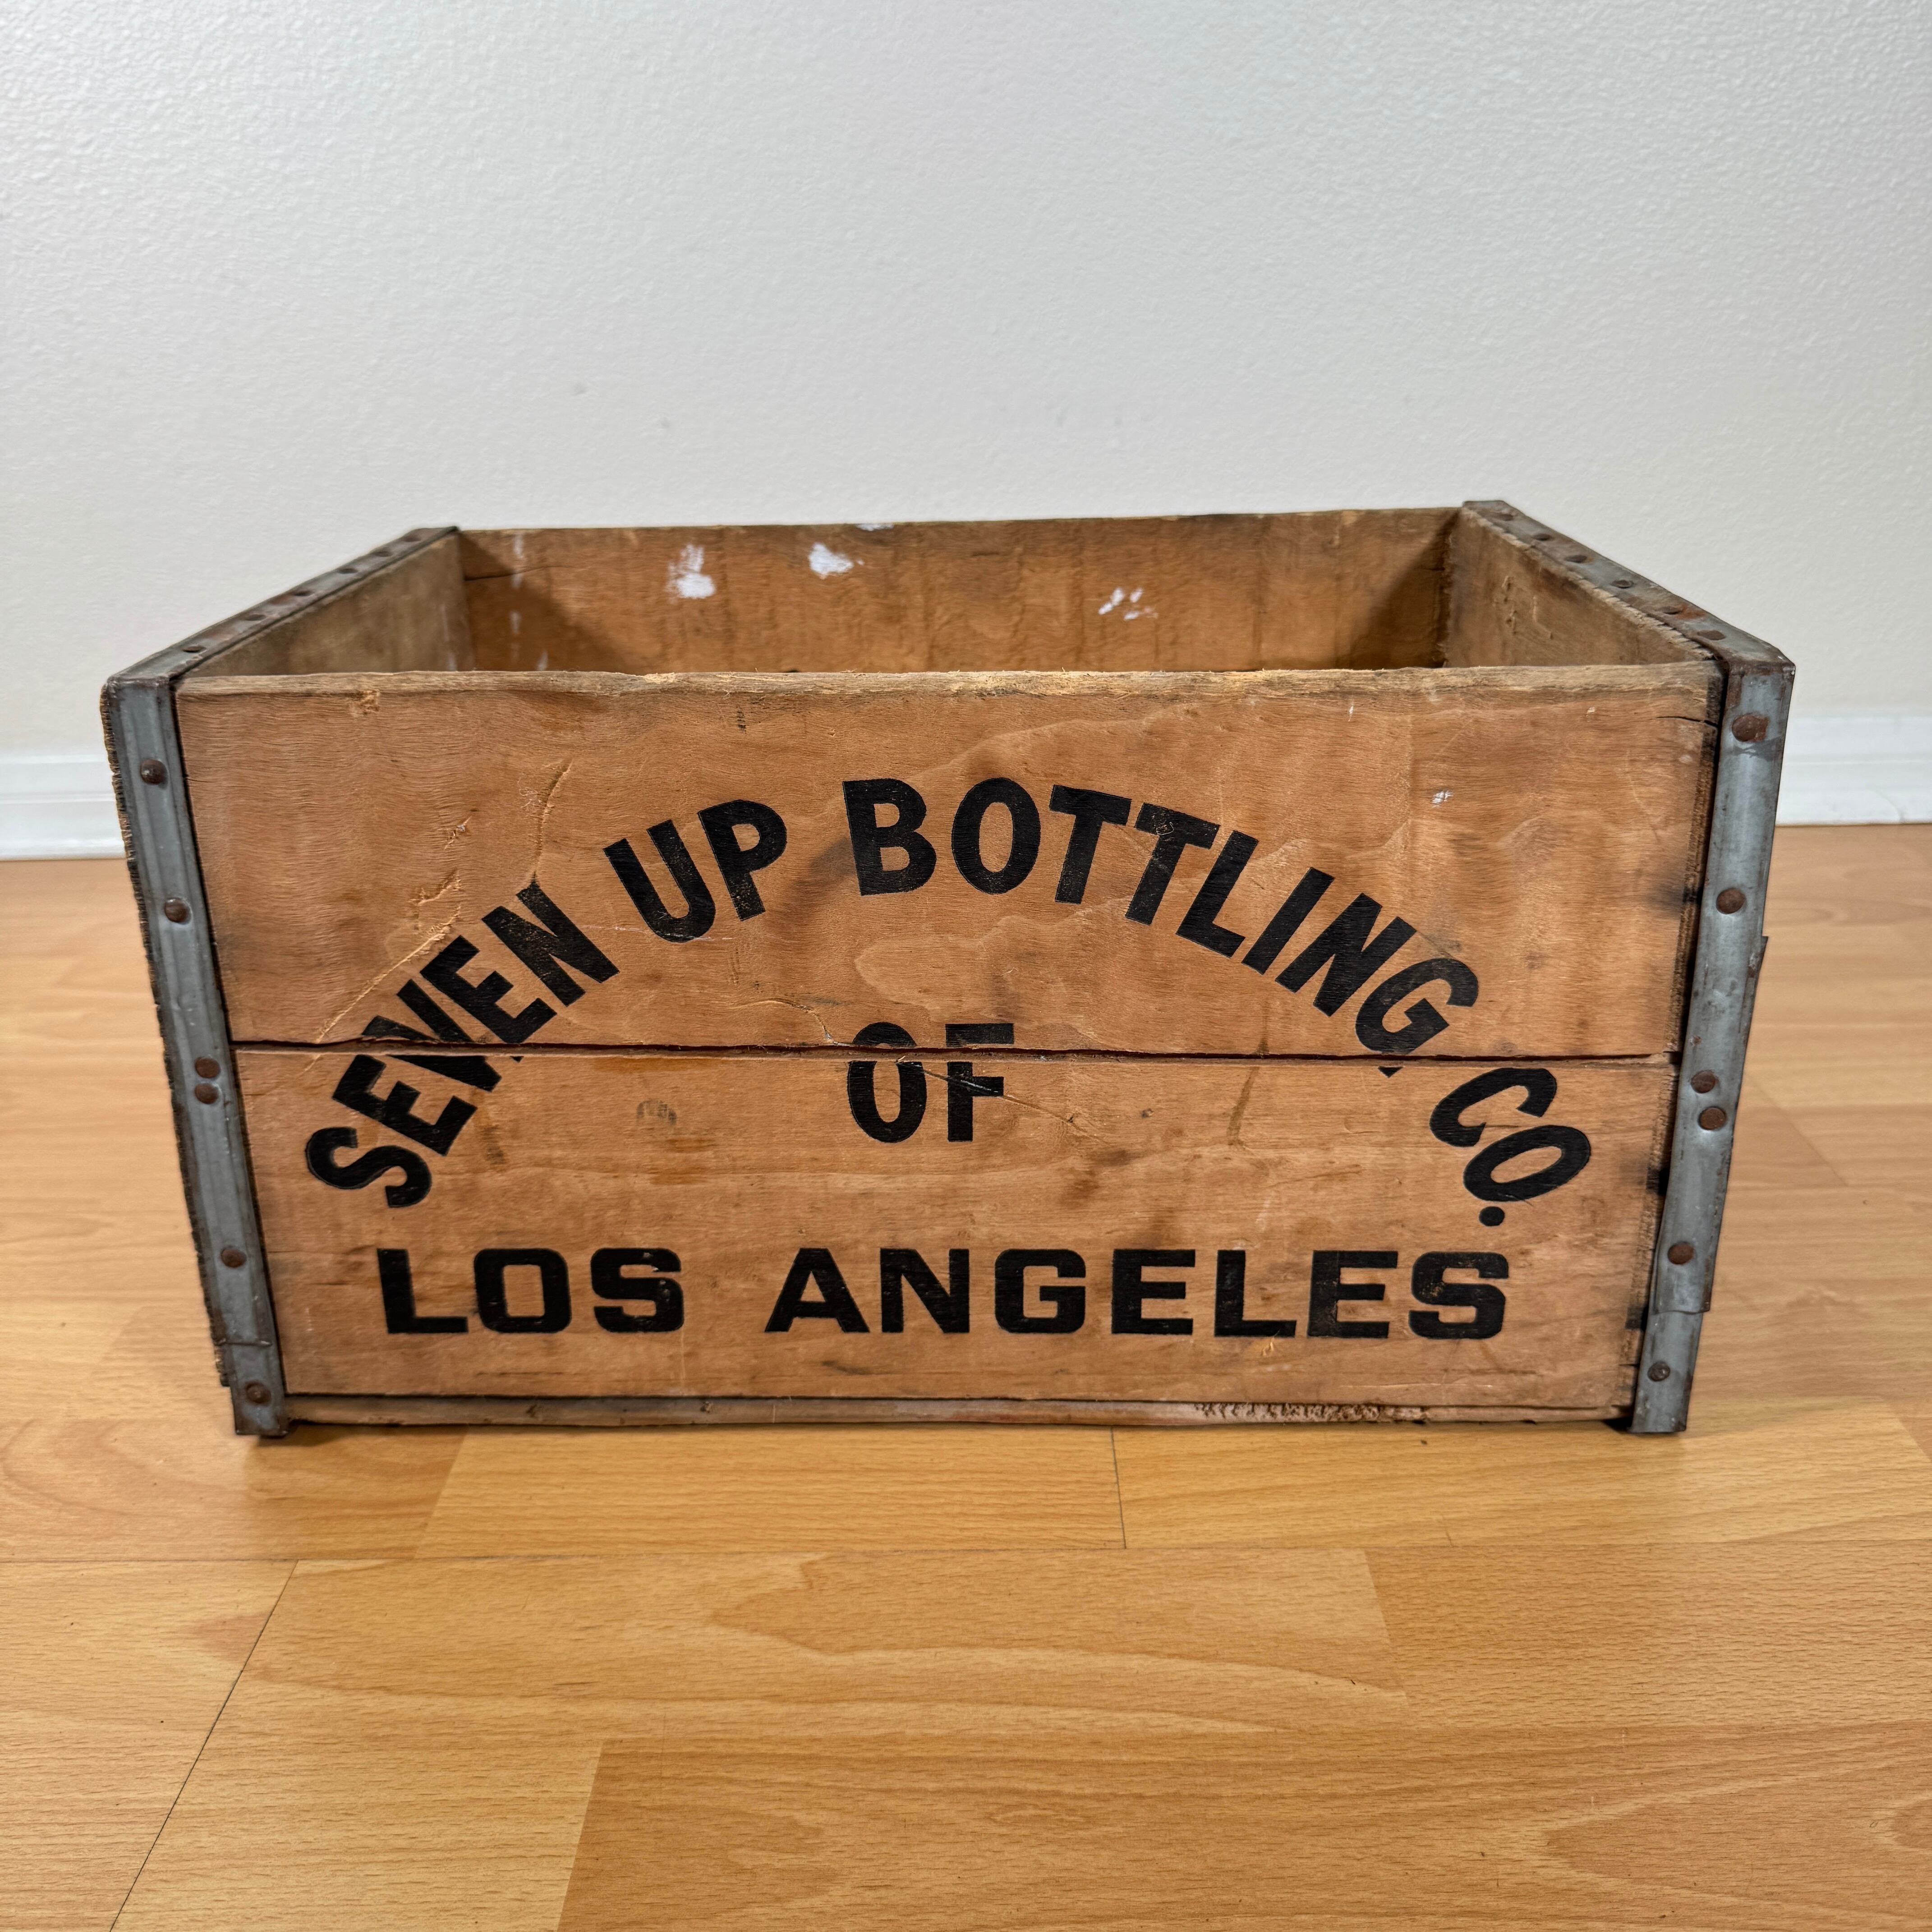 SEVEN UP BOTTLING CO.
OF
LOS ANGELES